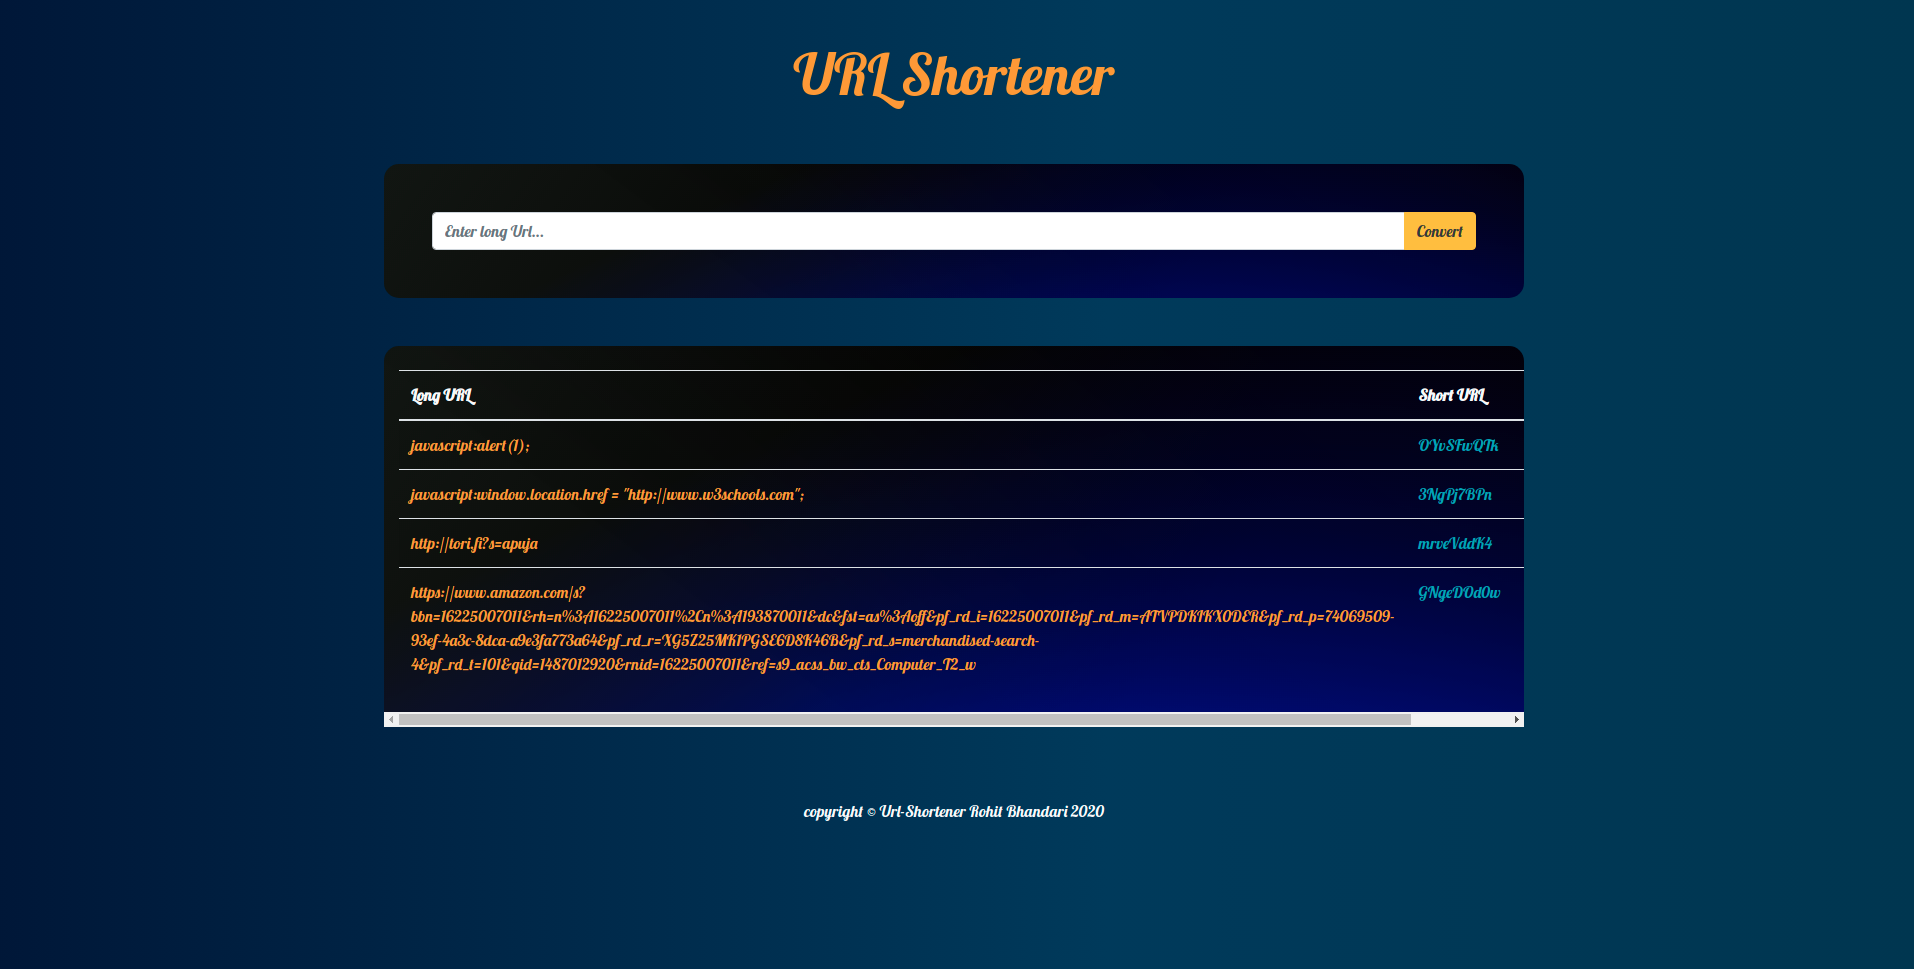 URL Shortener
Enter long Url...
Convert
Long URL
Short URL
javascript:alert(1);
OYvSFwQTk
javascript:window.location.href = "http://www.w3schools.com";
3NgPj7BPn
http://tori.fi?s=apuja
mrveVddK4
https://www.amazon.com/s?
bbn=16225007011&rh=n%3A16225007011%2Cn%3A193870011&dc&fst=as%3Aoff&pf_rd_i=16225007011&pf_rd_m=ATVPDKIKX0DER&pf_rd_p=74069509-
93ef-4a3c-8dca-a9e3fa773a64&pf_rd_r=XG5Z25MK1PGSE6D8K46B&pf_rd_s=merchandised-search-
4&pf_rd_t=101&qid=1487012920&rnid=16225007011&ref=s9_acss_bw_cts_Computer_T2_w
GNgeDOdOw
copyright © Url-Shortener Rohit Bhandari 2020